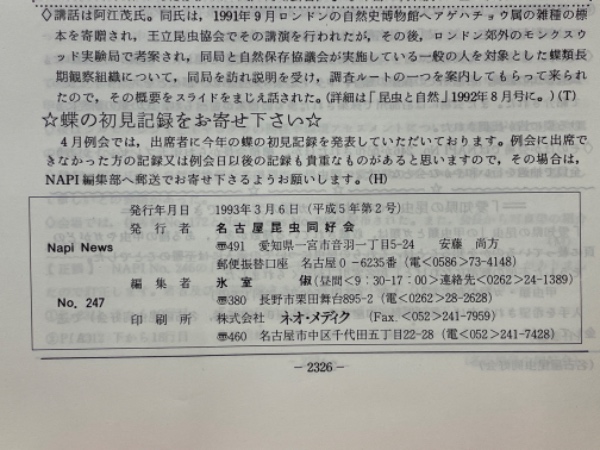 ◇講話は阿江茂氏。同氏は，1991年９月ロンドンの自然史博物館へアゲハチョウ属の雑種の標
本を寄贈され，王立昆虫協会でその講演を行われたが，その後，ロンドン郊外のモンクスウ
ッド実験局で考案され，同局と自然保存協議会が実施している一般の人を対象とした蝶類長
期観察組織について，同局を訪れ説明を受け，調査ルートの一つを案内してもらって来られ
たので，その概要をスライドをまじえ話された。(詳細は「昆虫と自然」1992年８月号に。)(T)
☆蝶の初見記録をお寄せ下さい☆
４月例会では，出席者に今年の蝶の初見記録を発表していただいております。例会に出席で
きなかった方の記録又は例会日以後の記録も貴重なものがあると思いますので，その場合は，
NAPI編集部へ郵送でお寄せ下さるようお願いします。(H)
発行年月日 1993年３月６日（平成５年第２号）
発行者 名古屋昆虫同好会
Napi News 〠491 愛知県一宮市音羽一丁目5-24 安藤 尚方
郵便振替口座 名古屋０-6235番（電<0586>73-4148）
編集者 氷室 俶(昼間<９:30-17:00>連絡先<0262>24-1389)
No. 247 〠380 長野市栗田舞台895-2（電<0262>28-2628）
印刷所 株式会社 ネオ・メディク（Fax.<052>241-7959）
〠460 名古屋市中区千代田五丁目22-28（電<052>241-7428）
－2326－